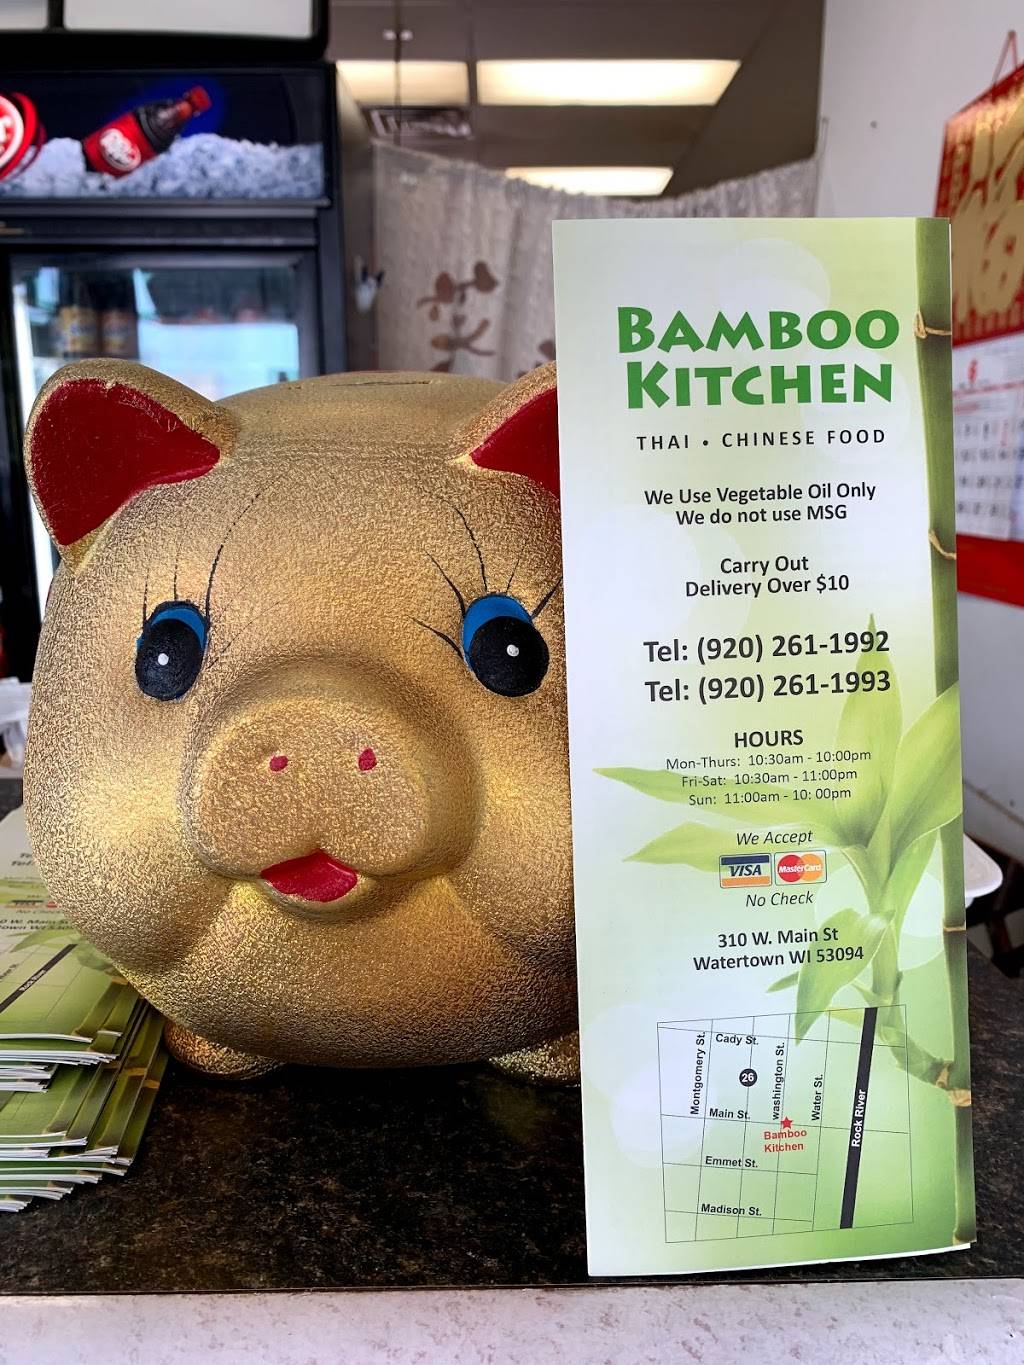 BAMBOO
KITCHEN
THAI • CHINESE FOOD
We Use Vegetable Oil Only
We do not use MSG
Carry Out
Delivery Over $10
Tel: (920) 261-1992
Tel: (920) 261-1993
HOURS
Mon-Thurs: 10:30am - 10:00pm
Fri-Sat: 10:30am - 11:00pm
Sun: 11:00am - 10: 00pm
We Accept
VISA MasterCard
No Check
310 W. Main St
Watertown WI 53094
Cady St.
Montgomery St.
26
washington St.
Water St.
Rock River
Main St.
Bamboo
Kitchen
Emmet St.
Madison St.
Dr Pepper
No Check